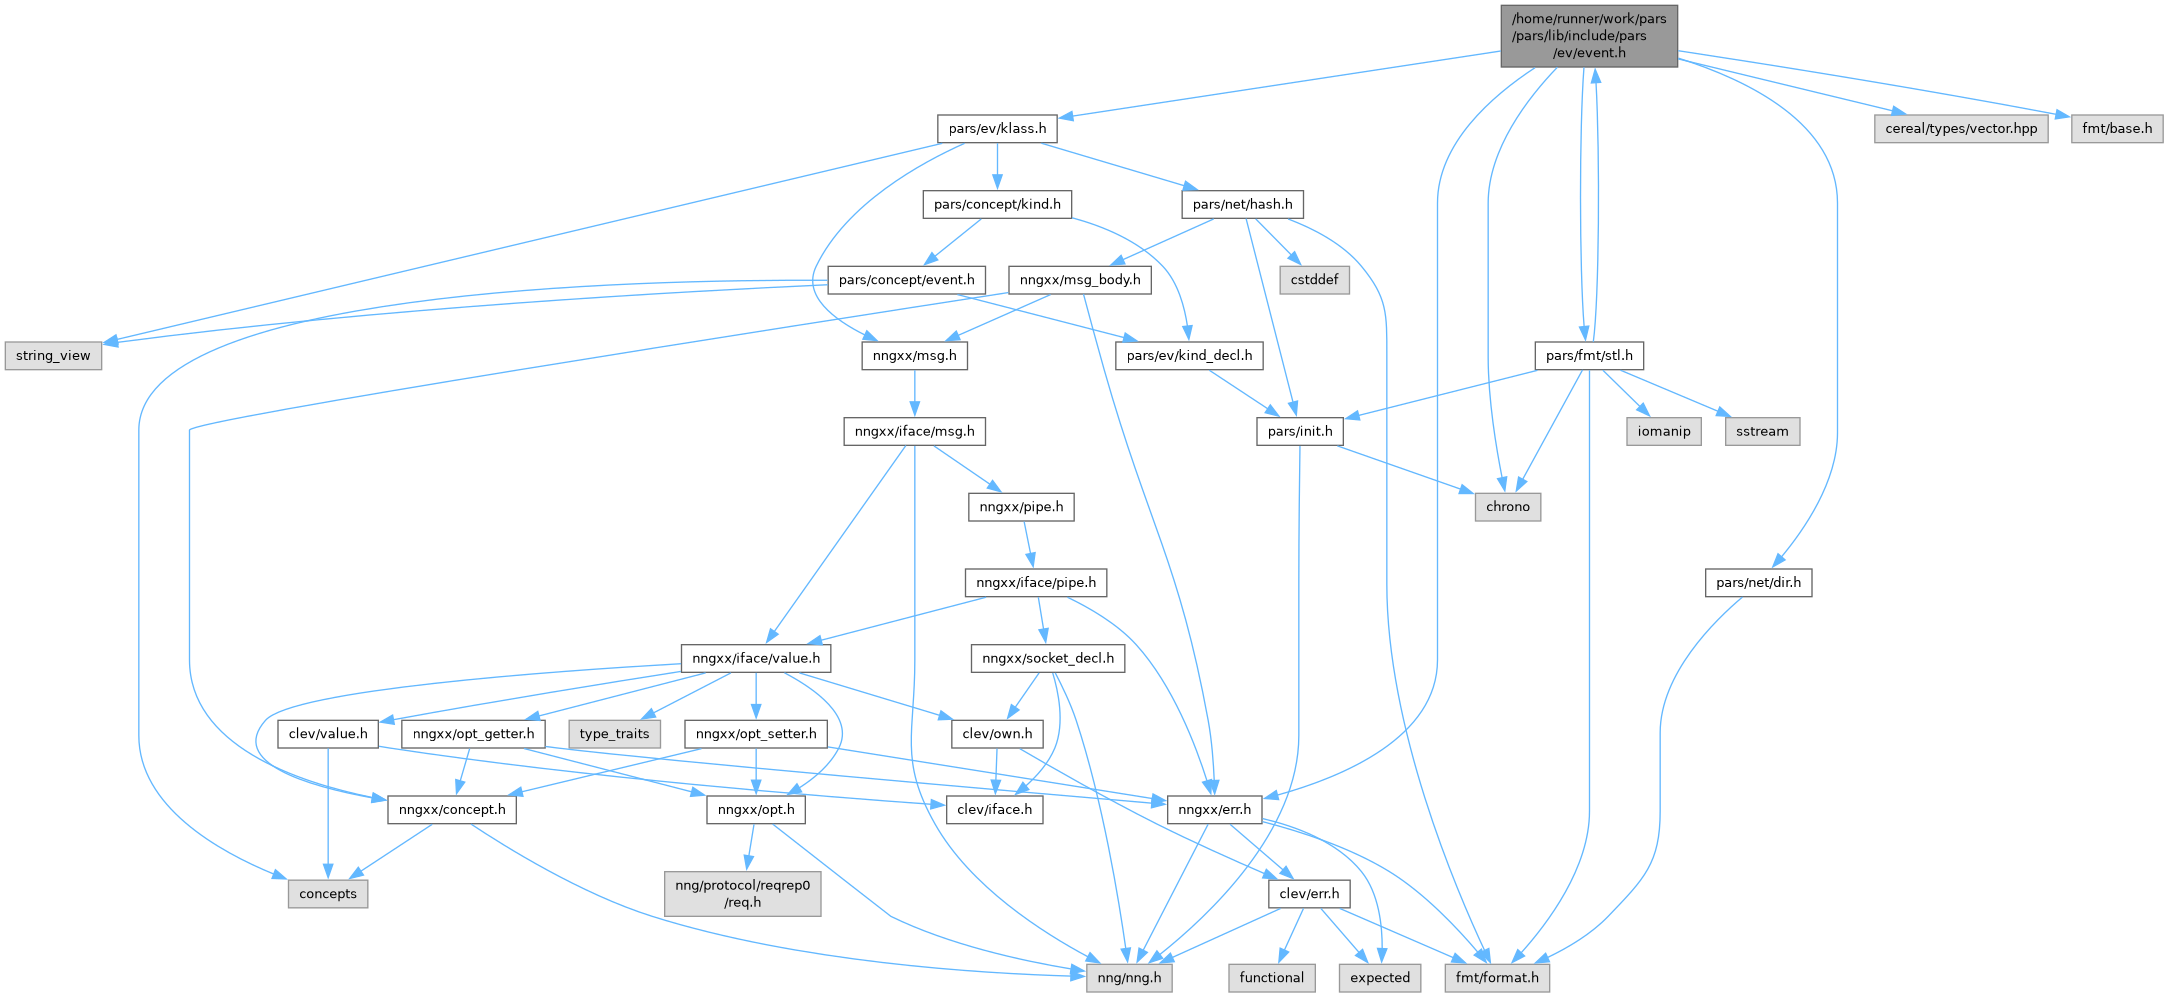 /home/runner/work/pars
/pars/lib/include/pars
/ev/event.h
pars/ev/klass.h
cereal/types/vector.hpp
fmt/base.h
pars/concept/kind.h
pars/net/hash.h
pars/concept/event.h
nngxx/msg_body.h
cstddef
string_view
nngxx/msg.h
pars/ev/kind_decl.h
pars/fmt/stl.h
nngxx/iface/msg.h
pars/init.h
iomanip
sstream
nngxx/pipe.h
chrono
nngxx/iface/pipe.h
pars/net/dir.h
nngxx/iface/value.h
nngxx/socket_decl.h
clev/value.h
nngxx/opt_getter.h
type_traits
nngxx/opt_setter.h
clev/own.h
nngxx/concept.h
nngxx/opt.h
clev/iface.h
nngxx/err.h
concepts
nng/protocol/reqrep0
/req.h
clev/err.h
nng/nng.h
functional
expected
fmt/format.h